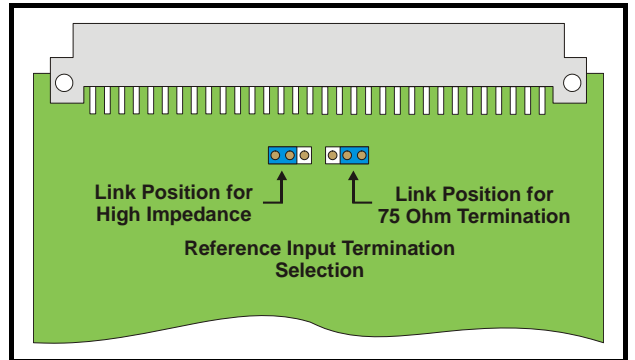 Link Position for
High Impedance
Link Position for
75 Ohm Termination
Reference Input Termination
Selection